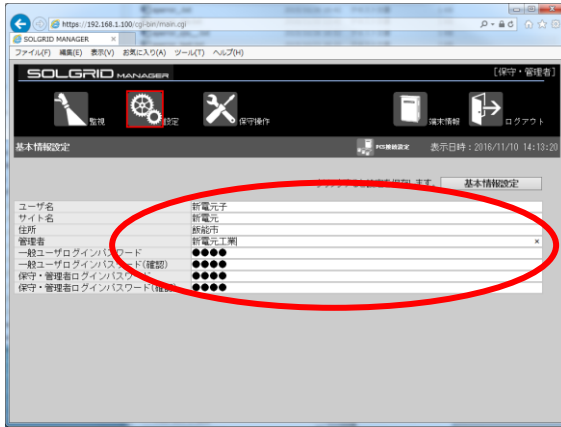 https://192.168.1.100/cgi-bin/main.cgi
SOLGRID MANAGER
ファイル(F) 編集(E) 表示(V) お気に入り(A) ツール(T) ヘルプ(H)
SOLGRID MANAGER
[保守・管理者]
監視 設定 保守操作 端末情報 ログアウト
基本情報設定 PCS接続設定 表示日時:2016/11/10 14:13:20
基本情報設定
ユーザ名 新電元子
サイト名 新電元
住所 飯能市
管理者 新電元工業 ×
一般ユーザログインパスワード ●●●●
一般ユーザログインパスワード(確認) ●●●●
保守・管理者ログインパスワード ●●●●
保守・管理者ログインパスワード(確認) ●●●●